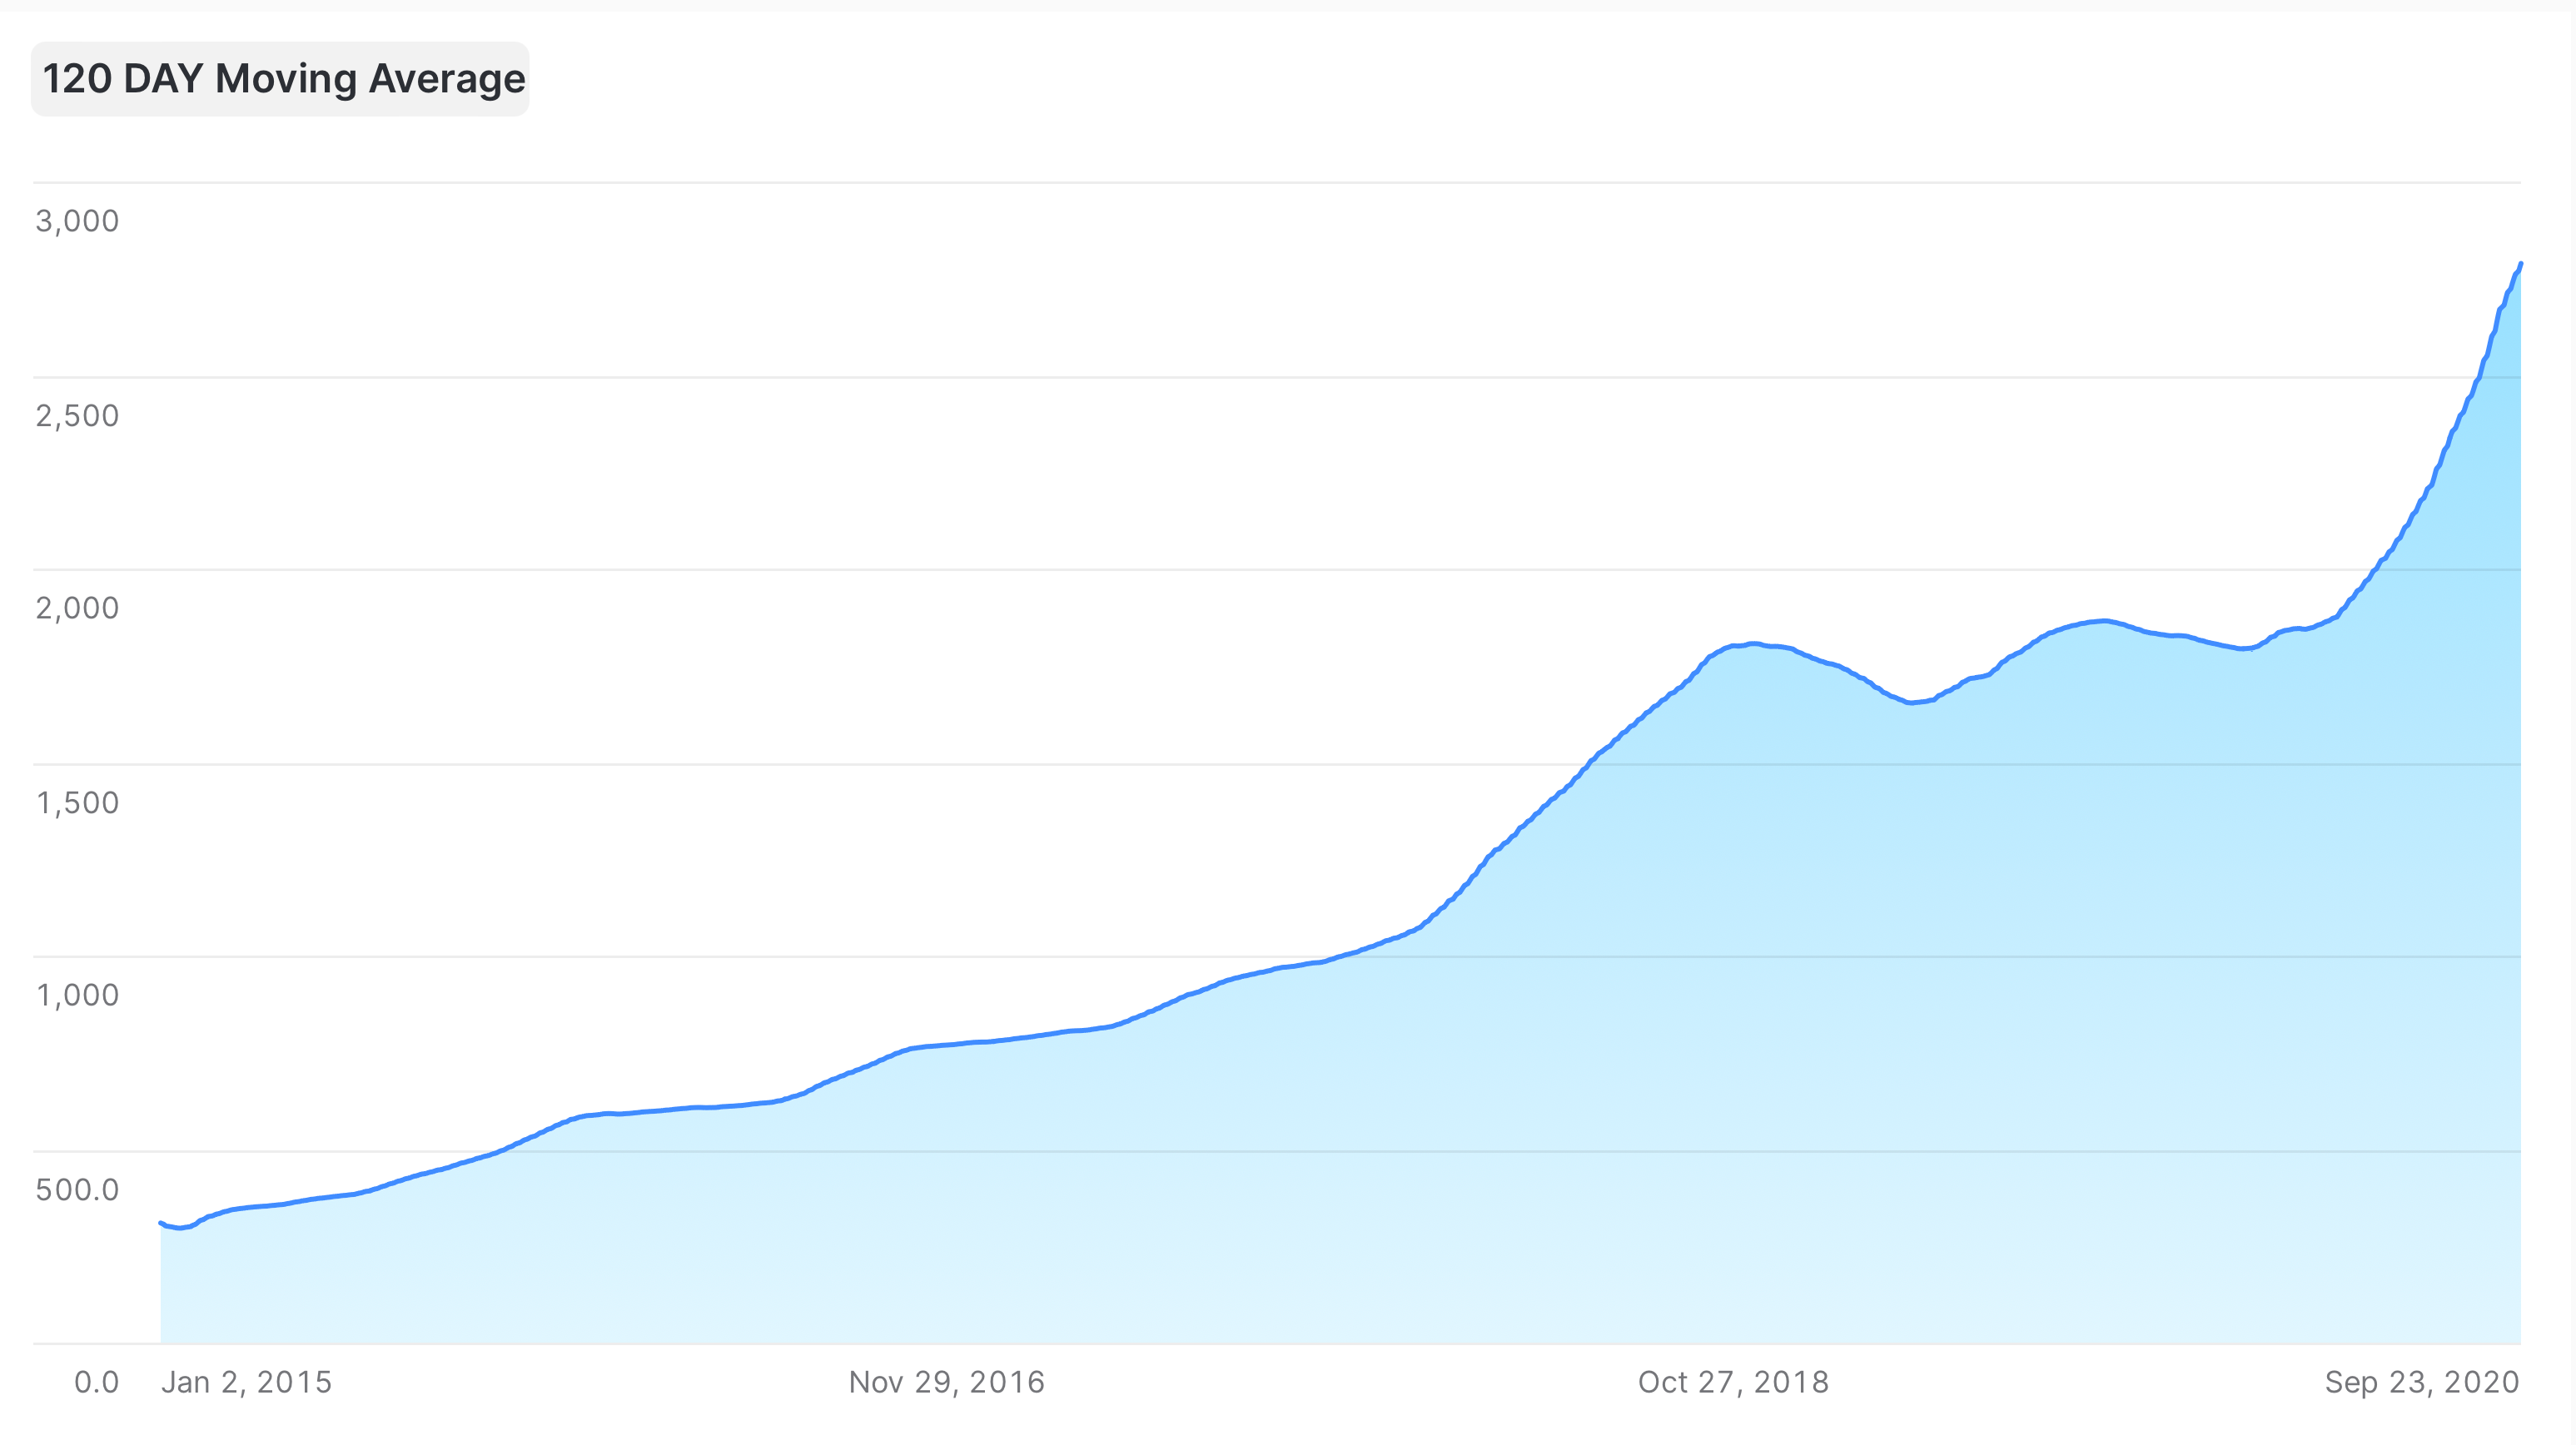 120 DAY Moving Average
3,000
2,500
2,000
1,500
1,000
500.0
0.0
Jan 2, 2015
Nov 29, 2016
Oct 27, 2018
Sep 23, 2020